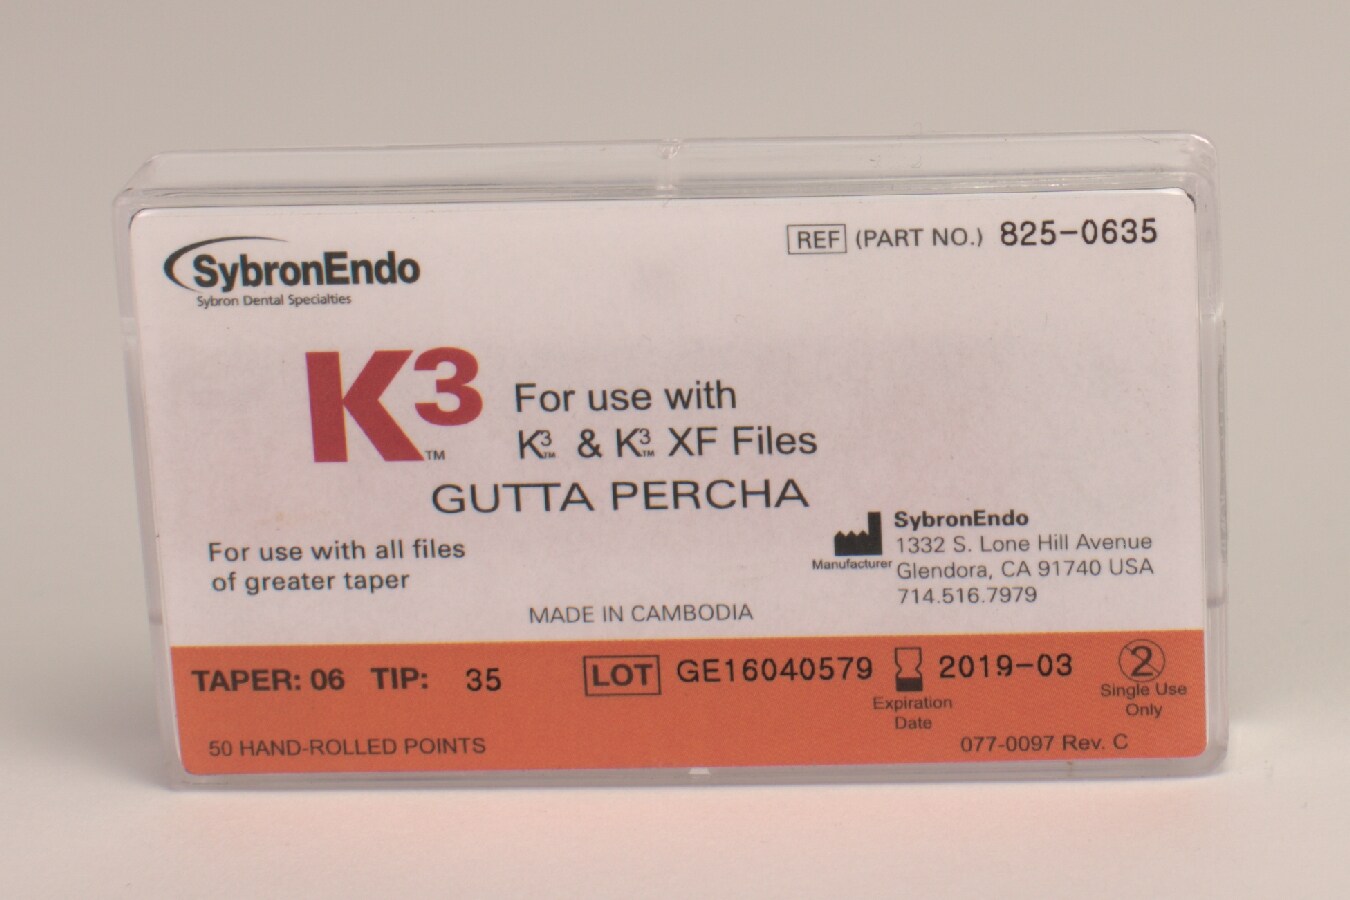 SybronEndo
Sybron Dental Specialties
REF (PART NO.) 825-0635
K3™ For use with
K3™ & K3™ XF Files
GUTTA PERCHA
For use with all files
of greater taper
Manufacturer
SybronEndo
1332 S. Lone Hill Avenue
Glendora, CA 91740 USA
714.516.7979
MADE IN CAMBODIA
TAPER: 06 TIP: 35
LOT GE16040579
2019-03
Expiration
Date
2
Single Use
Only
50 HAND-ROLLED POINTS
077-0097 Rev. C